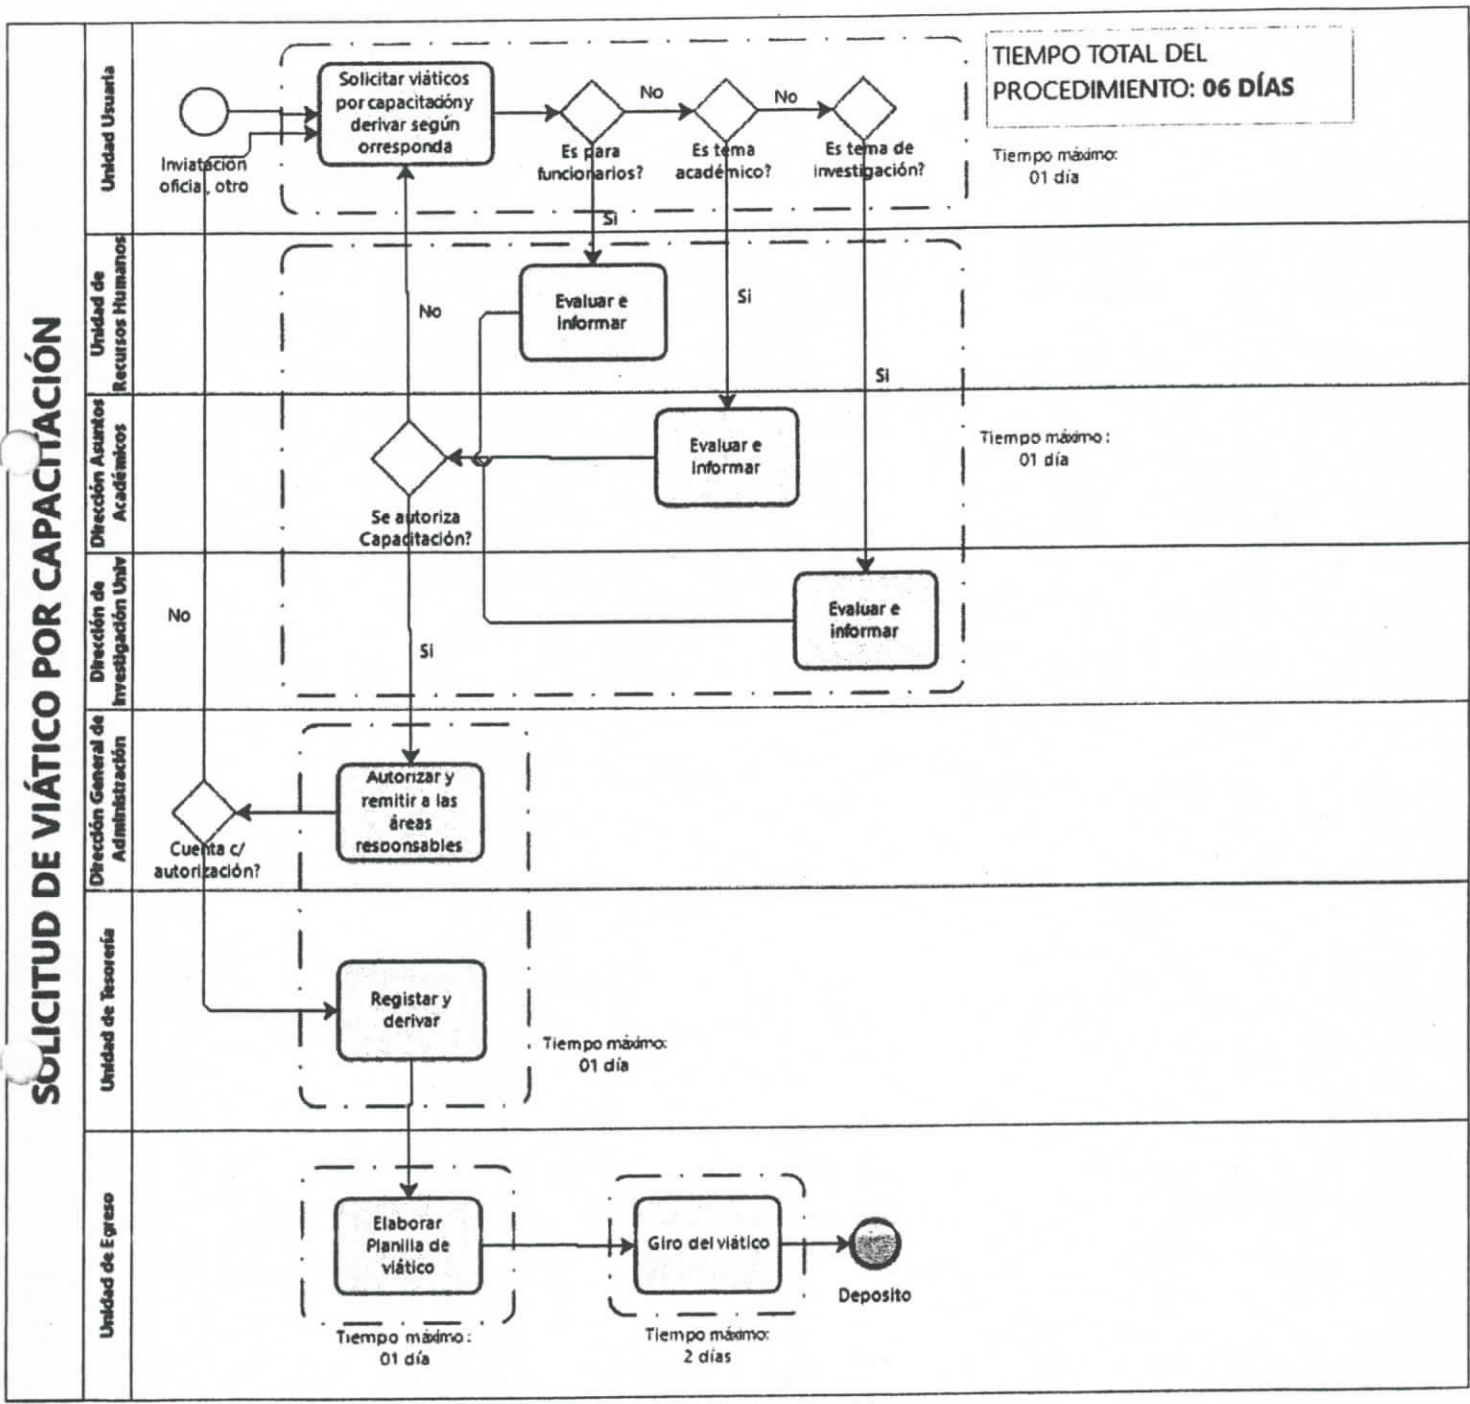 SOLICITUD DE VIÁTICO POR CAPACITACIÓN
Unidad Usuaria
Inviatación
oficial, otro
Solicitar viáticos
por capacitación y
derivar según
orresponda
Es para
funcionarios?
No
Es tema
académico?
No
Es tema de
investigación?
TIEMPO TOTAL DEL
PROCEDIMIENTO: 06 DÍAS
Tiempo máximo:
01 día
Si
Unidad de
Recursos Humanos
No
Evaluar e
informar
Si
Si
Dirección Asuntos
Académicos
Se autoriza
Capacitación?
Evaluar e
informar
Tiempo máximo:
01 día
Dirección de
Investigación Univ
No
Si
Evaluar e
informar
Dirección General de
Administración
Cuenta c/
autorización?
Autorizar y
remitir a las
áreas
responsables
Unidad de Tesorería
Registar y
derivar
Tiempo máximo:
01 día
Unidad de Egreso
Elaborar
Planilla de
viático
Tiempo máximo:
01 día
Giro del viático
Tiempo máximo:
2 días
Deposito